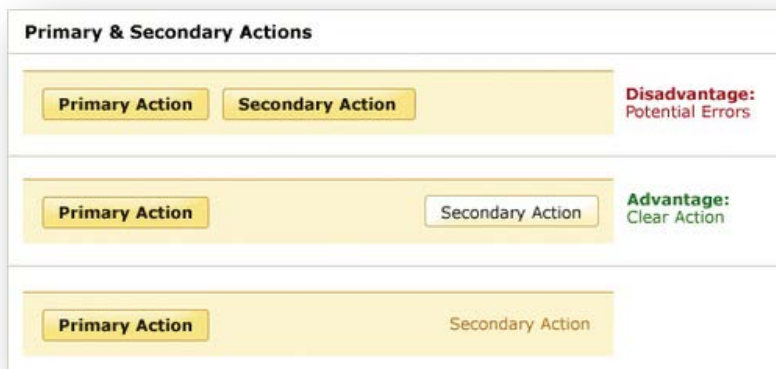 Primary & Secondary Actions
Primary Action
Secondary Action
Disadvantage:
Potential Errors
Primary Action
Secondary Action
Advantage:
Clear Action
Primary Action
Secondary Action